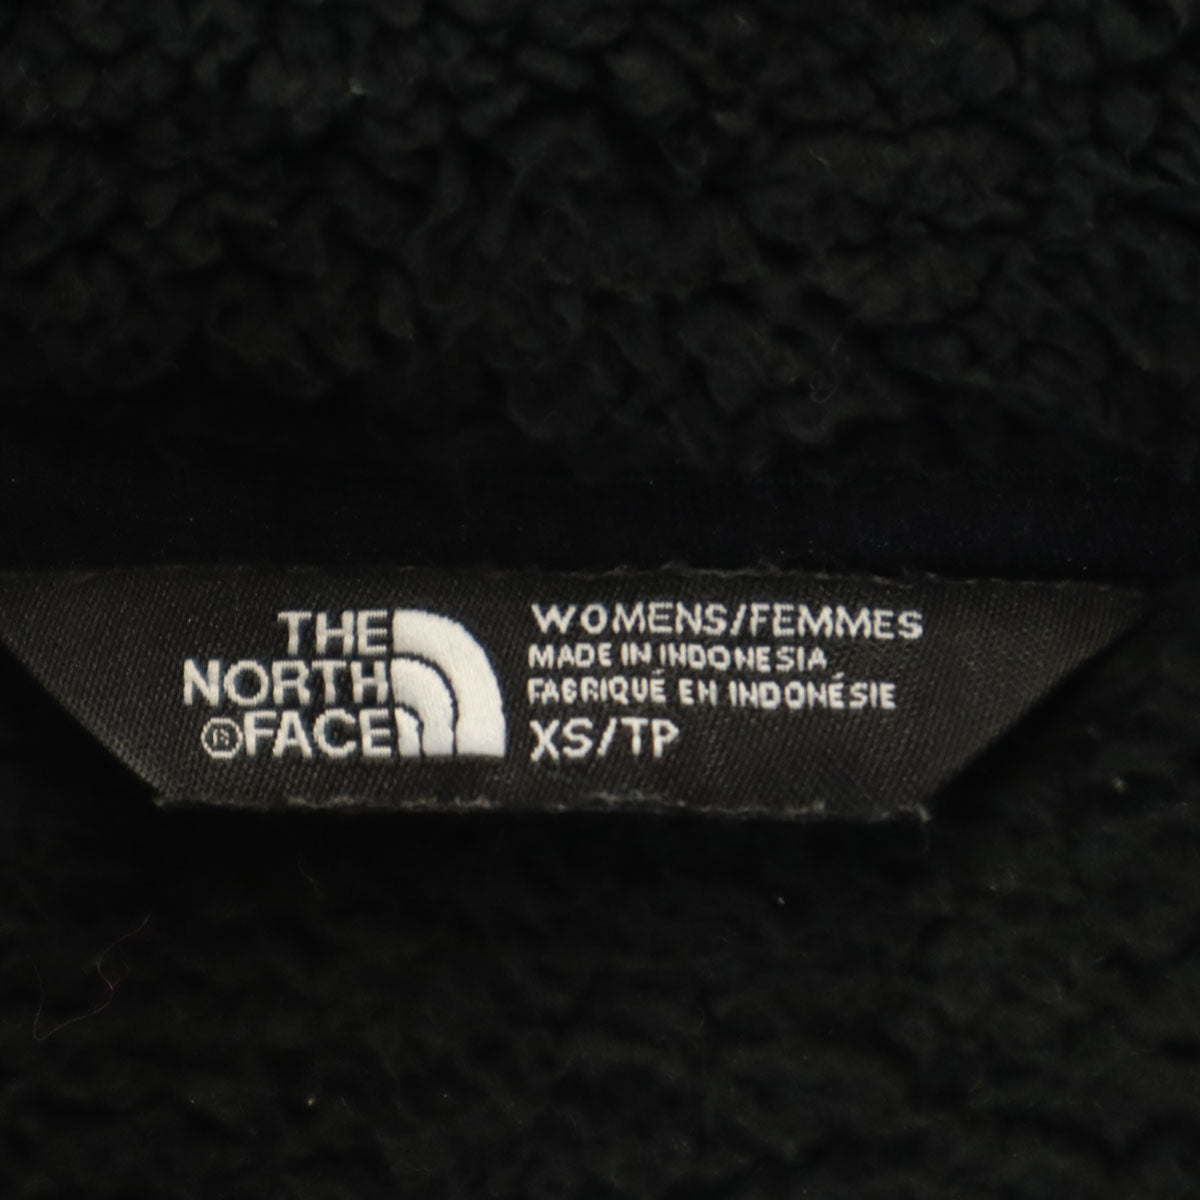 THE
NORTH
®FACE
WOMENS/FEMMES
MADE IN INDONESIA
FABRIQUÉ EN INDONÉSIE
XS/TP